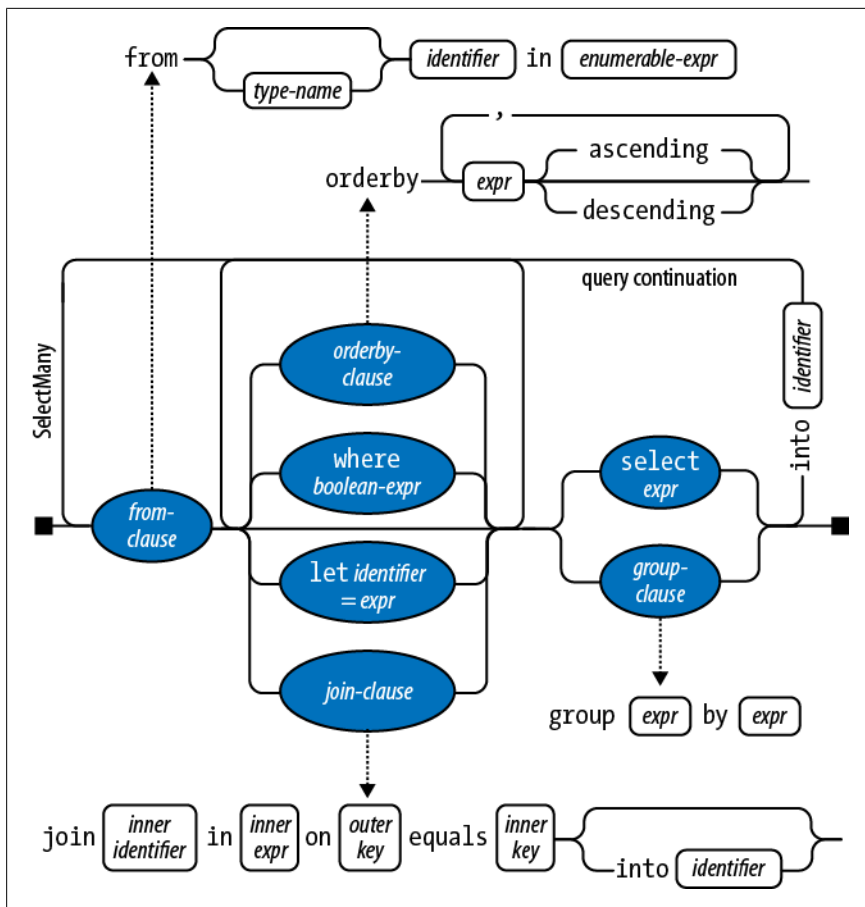 from type-name identifier in enumerable-expr
,
ascending
orderby expr
descending
query continuation
SelectMany
orderby-
clause
identifier
where
boolean-expr
select
expr
into
from-
clause
let identifier
= expr
group-
clause
join-clause
group expr by expr
join inner
identifier in inner
expr on outer
key equals inner
key
into identifier